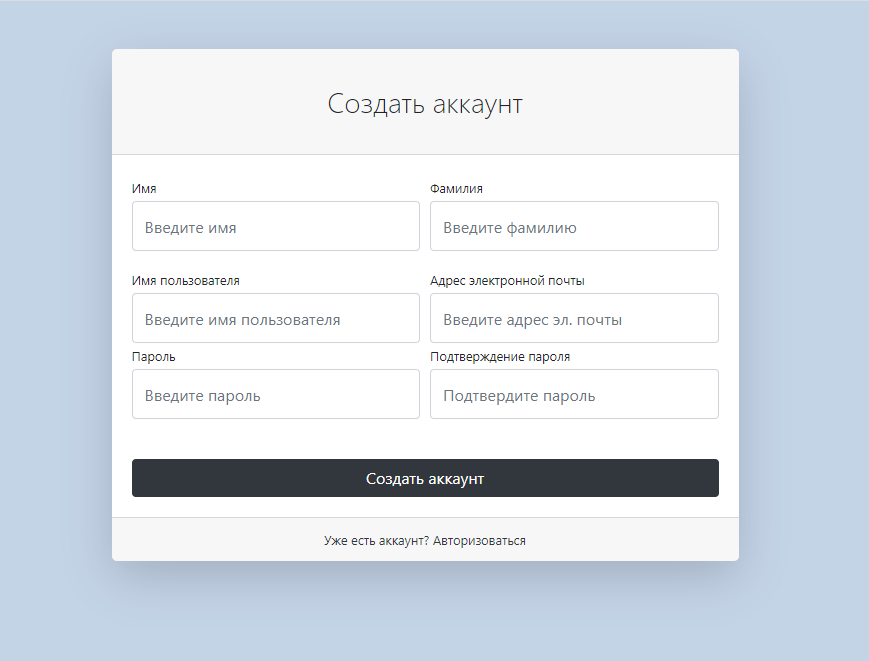 Создать аккаунт
Имя
Фамилия
Введите имя
Введите фамилию
Имя пользователя
Адрес электронной почты
Введите имя пользователя
Введите адрес эл. почты
Пароль
Подтверждение пароля
Введите пароль
Подтвердите пароль
Создать аккаунт
Уже есть аккаунт? Авторизоваться